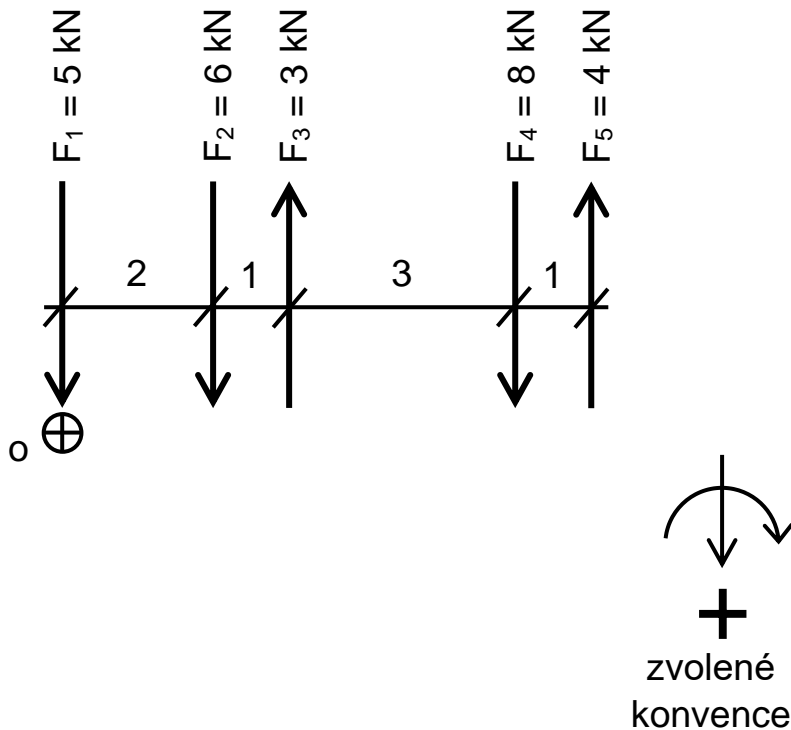 F₁ = 5 kN
F₂ = 6 kN
F₃ = 3 kN
F₄ = 8 kN
F₅ = 4 kN
2 1 3 1
o
+
zvolené
konvence